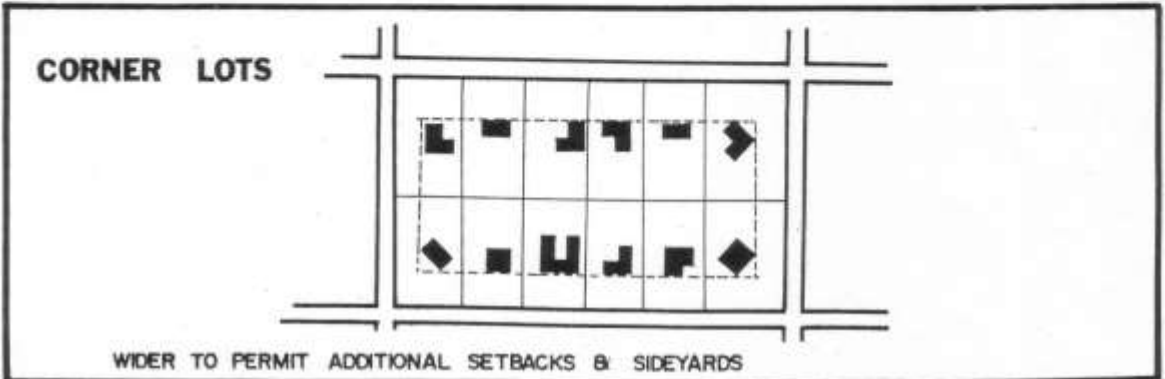 CORNER LOTS
WIDER TO PERMIT ADDITIONAL SETBACKS & SIDEYARDS